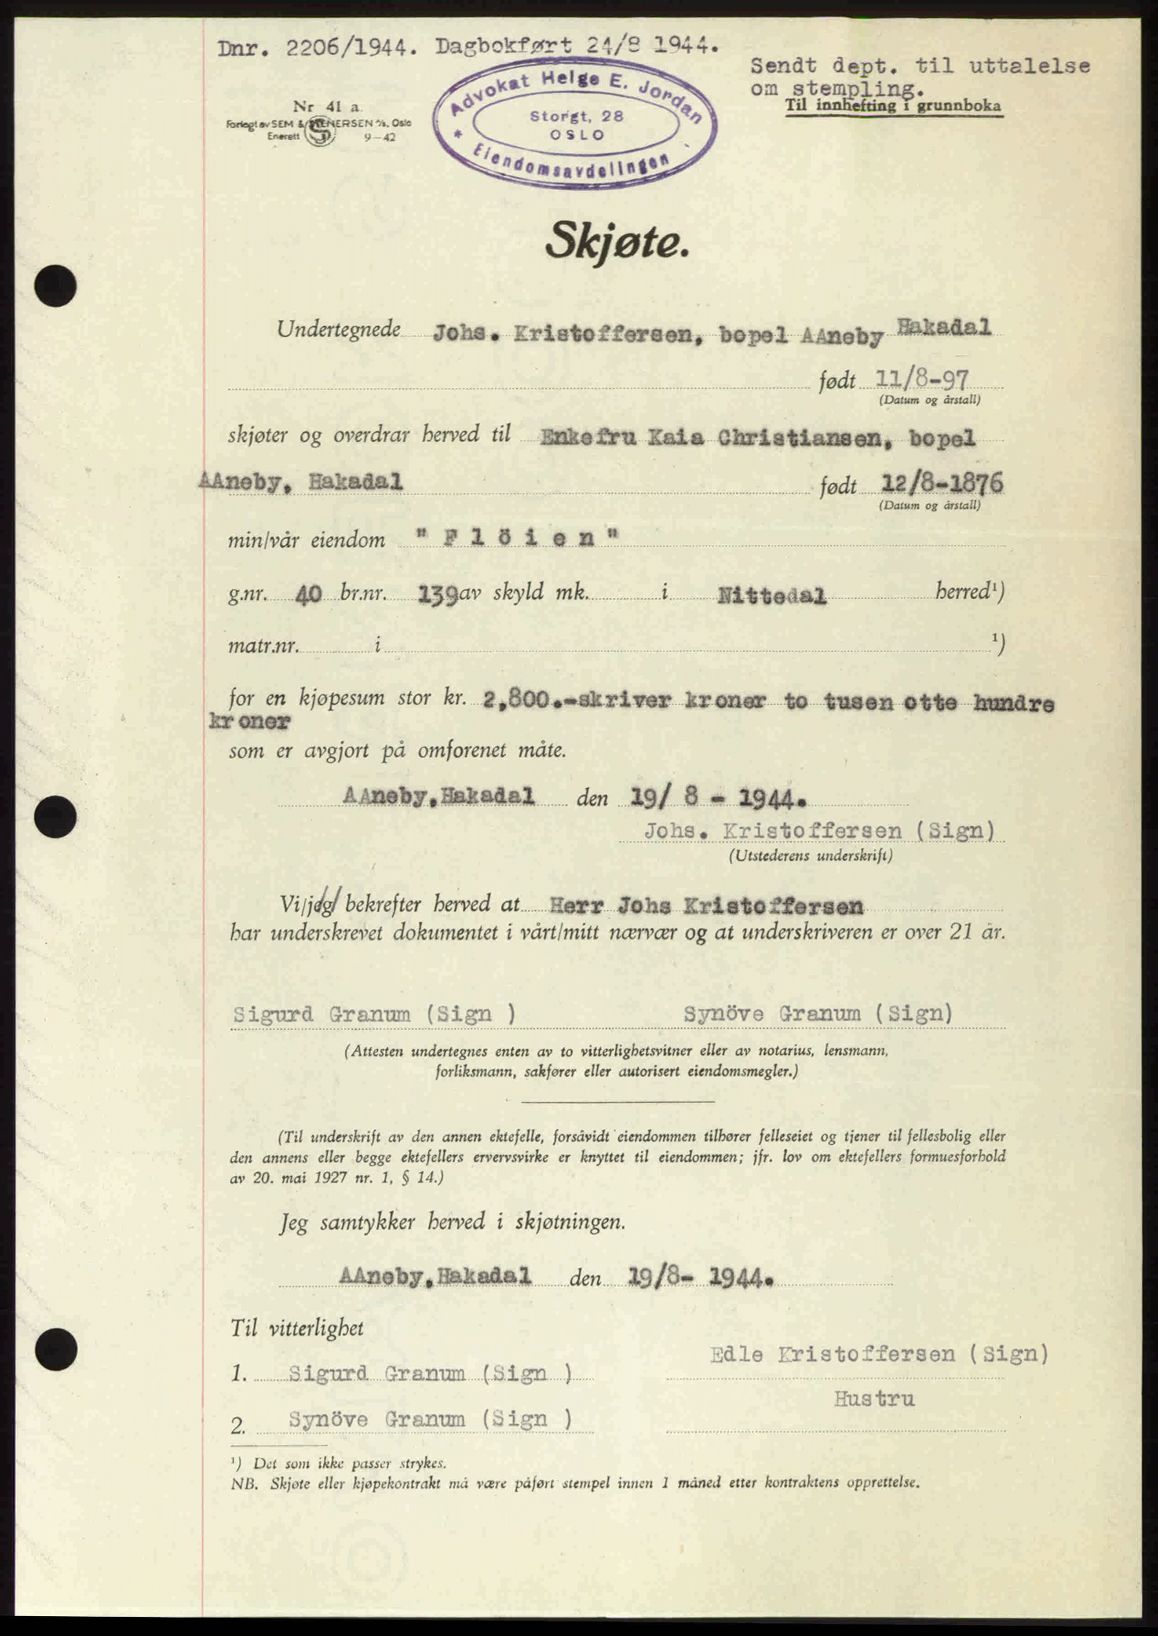 Dnr. 2206/1944. Dagbokført 24/8 1944.
Sendt dept. til uttalelse
om stempling.
Til innhefting i grunnboka
Nr 41 a.
Forlagt av SEM & STENERSEN A/S, Oslo
Enerett 9-42
Advokat Helge E. Jordan
Storgt, 28
OSLO
* Eiendomsavdelingen
Skjøte.
Undertegnede Johs. Kristoffersen, bopel AAneby Hakadal
født 11/8-97
(Datum og årstall)
skjøter og overdrar herved til Enkefru Kaia Christiansen, bopel
AAneby, Hakadal født 12/8-1876
(Datum og årstall)
min/vår eiendom " F l ö i e n "
g.nr. 40 br.nr. 139 av skyld mk. i Nittedal herred¹)
matr.nr. i ¹)
for en kjøpesum stor kr. 2,800.-skriver kroner to tusen otte hundre
kroner
som er avgjort på omforenet måte.
AAneby, Hakadal den 19/ 8 - 1944.
Johs. Kristoffersen (Sign)
(Utstederens underskrift)
Vi/jeg bekrefter herved at Herr Johs Kristoffersen
har underskrevet dokumentet i vårt/mitt nærvær og at underskriveren er over 21 år.
Sigurd Granum (Sign ) Synöve Granum (Sign)
(Attesten undertegnes enten av to vitterlighetsvitner eller av notarius, lensmann,
forliksmann, sakfører eller autorisert eiendomsmegler.)
(Til underskrift av den annen ektefelle, forsåvidt eiendommen tilhører felleseiet og tjener til fellesbolig eller
den annens eller begge ektefellers ervervsvirke er knyttet til eiendommen; jfr. lov om ektefellers formuesforhold
av 20. mai 1927 nr. 1, § 14.)
Jeg samtykker herved i skjøtningen.
AAneby, Hakadal den 19/8- 1944.
Til vitterlighet
Edle Kristoffersen (Sign)
1. Sigurd Granum (Sign )
Hustru
2. Synöve Granum (Sign )
¹) Det som ikke passer strykes.
NB. Skjøte eller kjøpekontrakt må være påført stempel innen 1 måned etter kontraktens opprettelse.